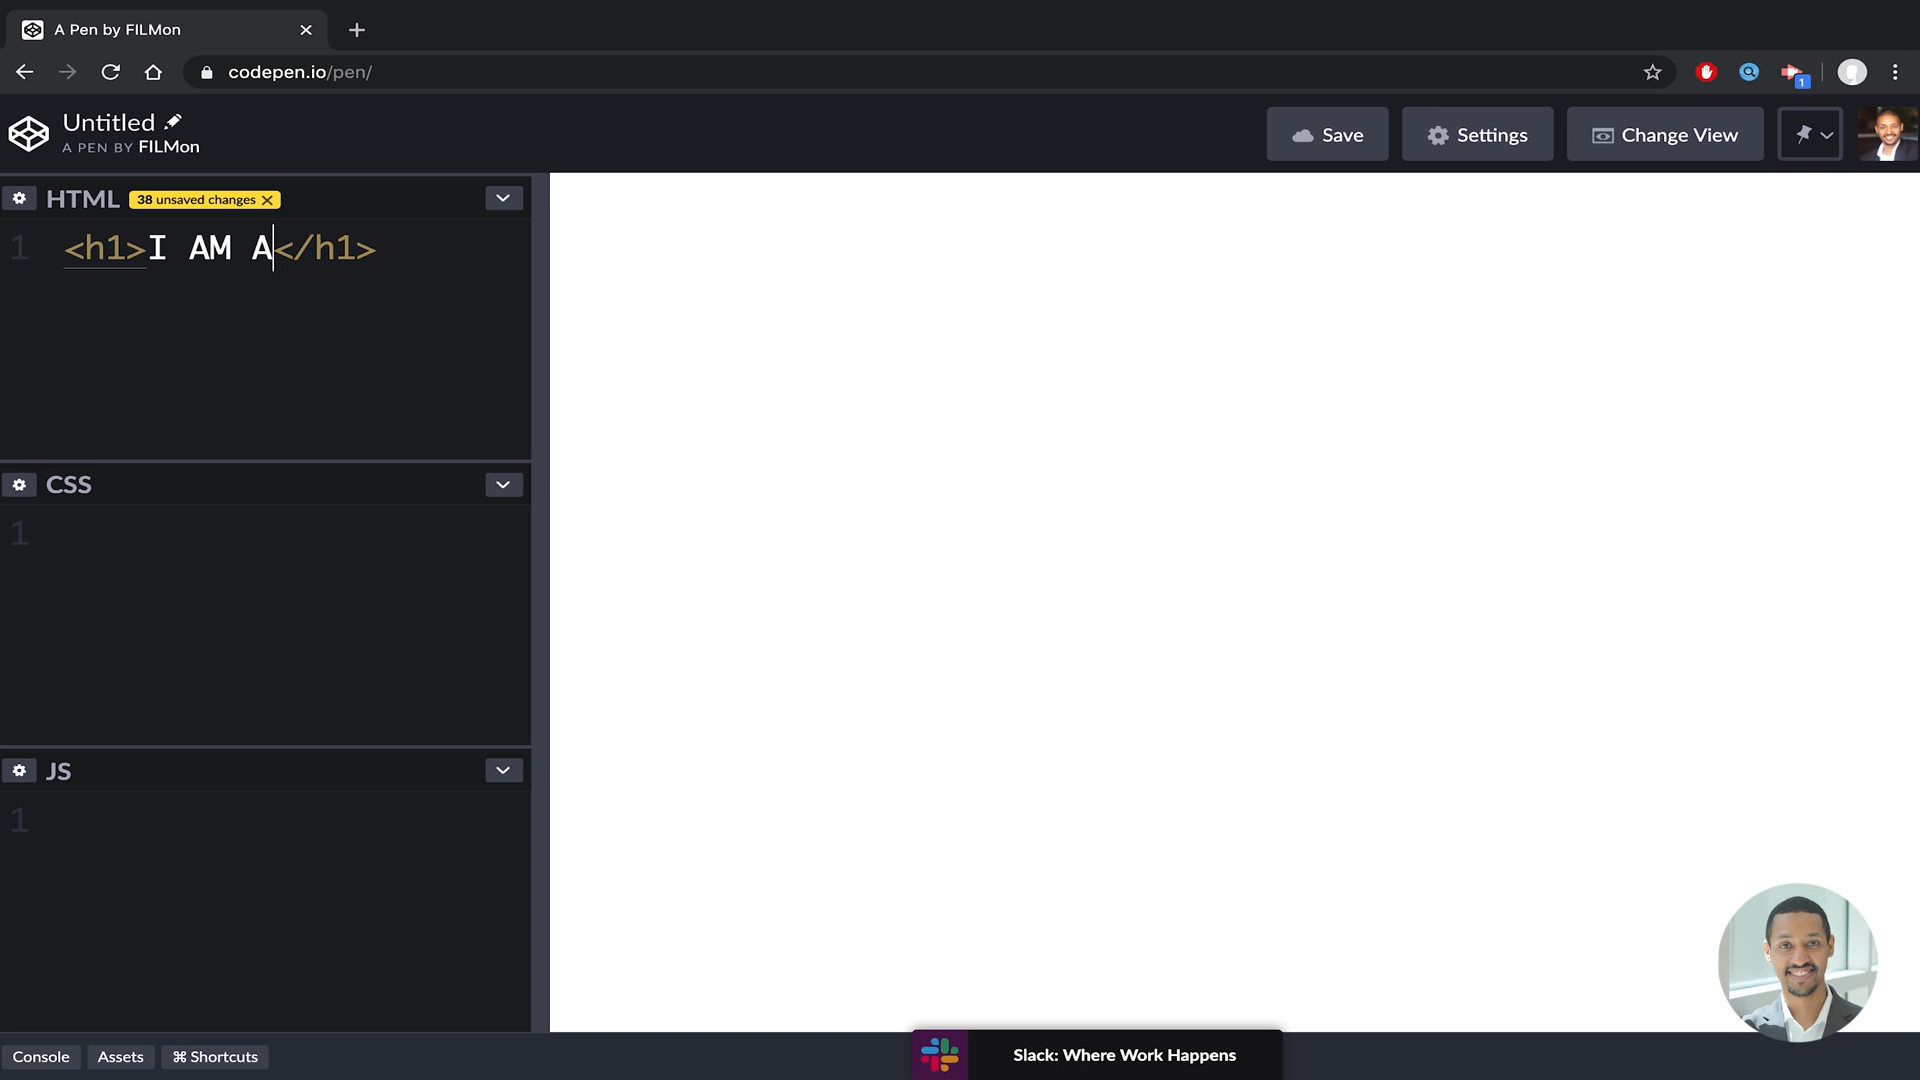 A Pen by FILMon
codepen.io/pen/
1
Untitled
A PEN BY FILMon
Save
Settings
Change View
HTML 38 unsaved changes
1 <h1>I AM A</h1>
CSS
1
JS
1
Console Assets ⌘ Shortcuts
Slack: Where Work Happens